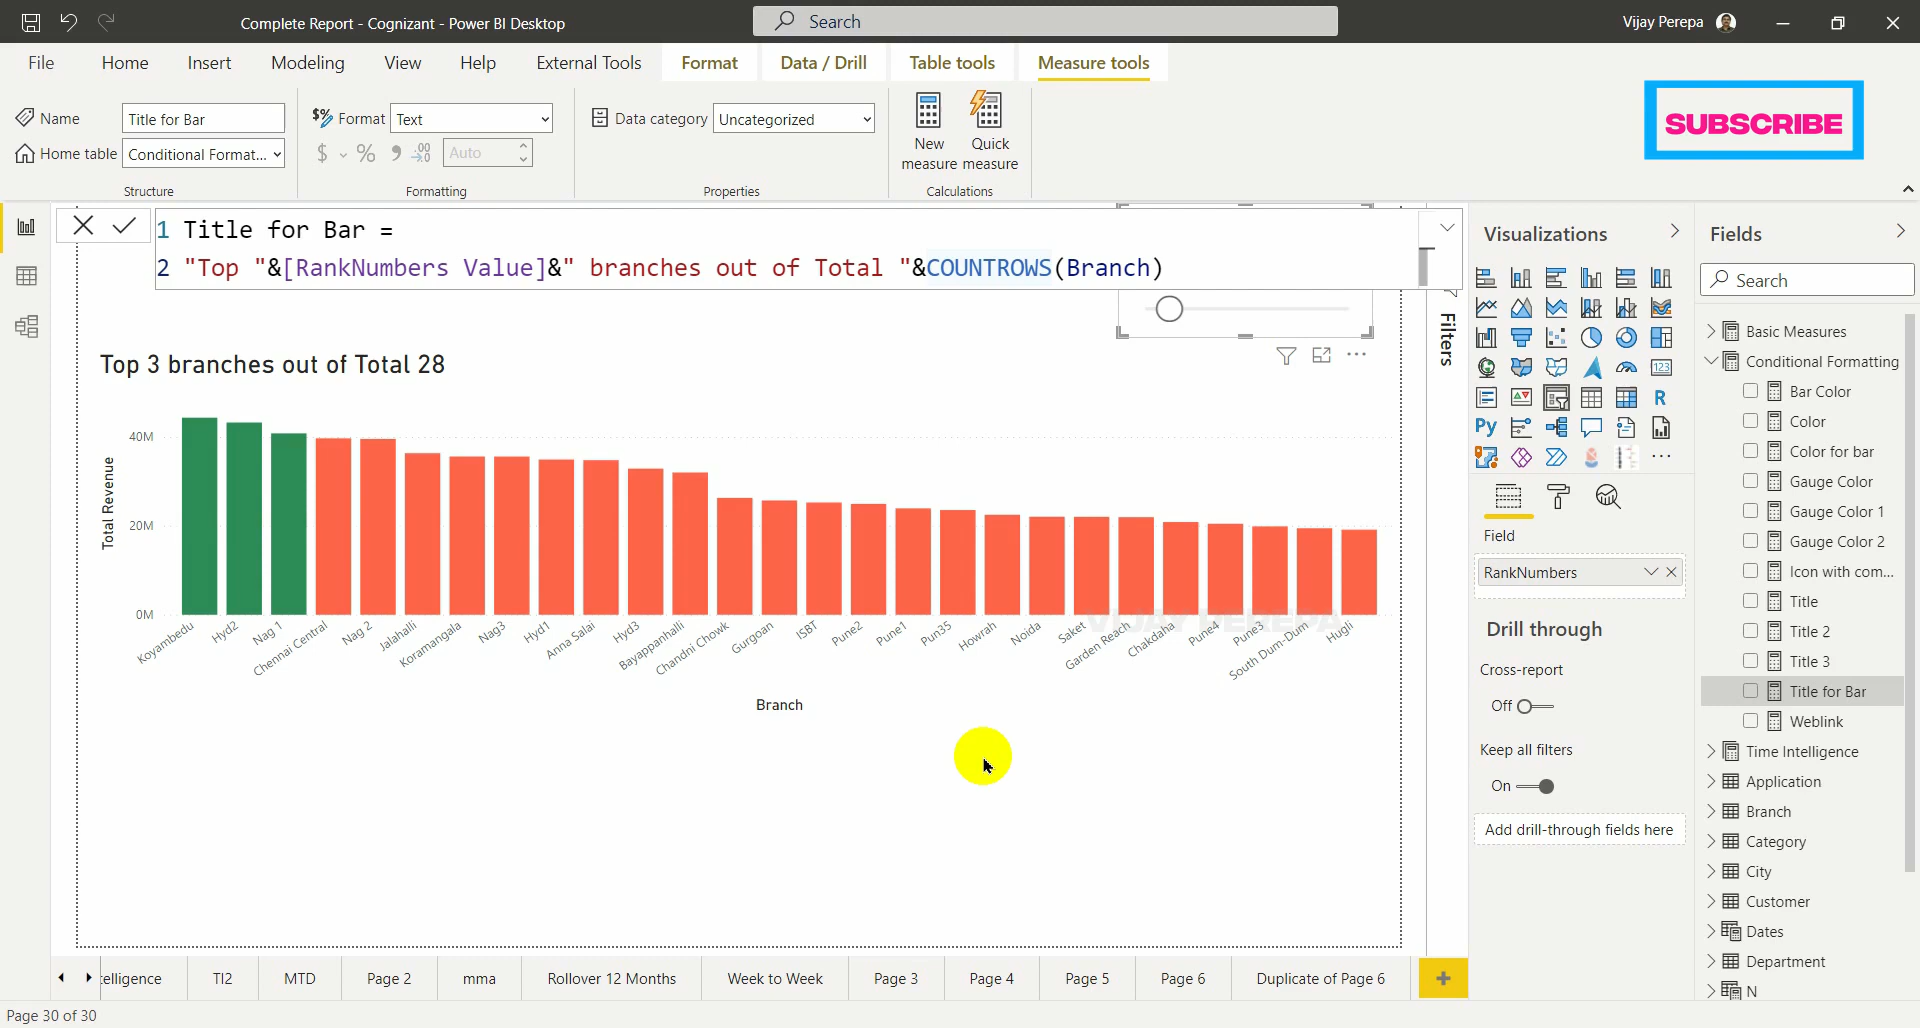 Complete Report - Cognizant - Power BI Desktop
Search
Vijay Perepa
File Home Insert Modeling View Help External Tools Format Data / Drill Table tools Measure tools
Name Title for Bar
Home table Conditional Format...
Structure
$% Format Text
$ % 9 .00 Auto
Formatting
Data category Uncategorized
Properties
New measure
Quick measure
Calculations
SUBSCRIBE
1 Title for Bar =
2 "Top "&[RankNumbers Value]&" branches out of Total "&COUNTROWS(Branch)
Top 3 branches out of Total 28
Total Revenue
40M
20M
0M
Koyambedu Hyd2 Nag 1 Chennai Central Nag 2 Jalahalli Koramangala Nag3 Hyd1 Anna Salai Hyd3 Bayappanhalli Chandni Chowk Gurgoan ISBT Pune2 Pune1 Pun35 Howrah Noida Saket Garden Reach Chakdaha Pune4 Pune3 South Dum-Dum Hugli
Branch
VIJAY PEREPA
Filters
Visualizations
123
R
Py
Field
RankNumbers
Drill through
Cross-report
Off
Keep all filters
On
Add drill-through fields here
Fields
Search
Basic Measures
Conditional Formatting
Bar Color
Color
Color for bar
Gauge Color
Gauge Color 1
Gauge Color 2
Icon with com...
Title
Title 2
Title 3
Title for Bar
Weblink
Time Intelligence
Application
Branch
Category
City
Customer
Dates
Department
N
telligence TI2 MTD Page 2 mma Rollover 12 Months Week to Week Page 3 Page 4 Page 5 Page 6 Duplicate of Page 6 +
Page 30 of 30